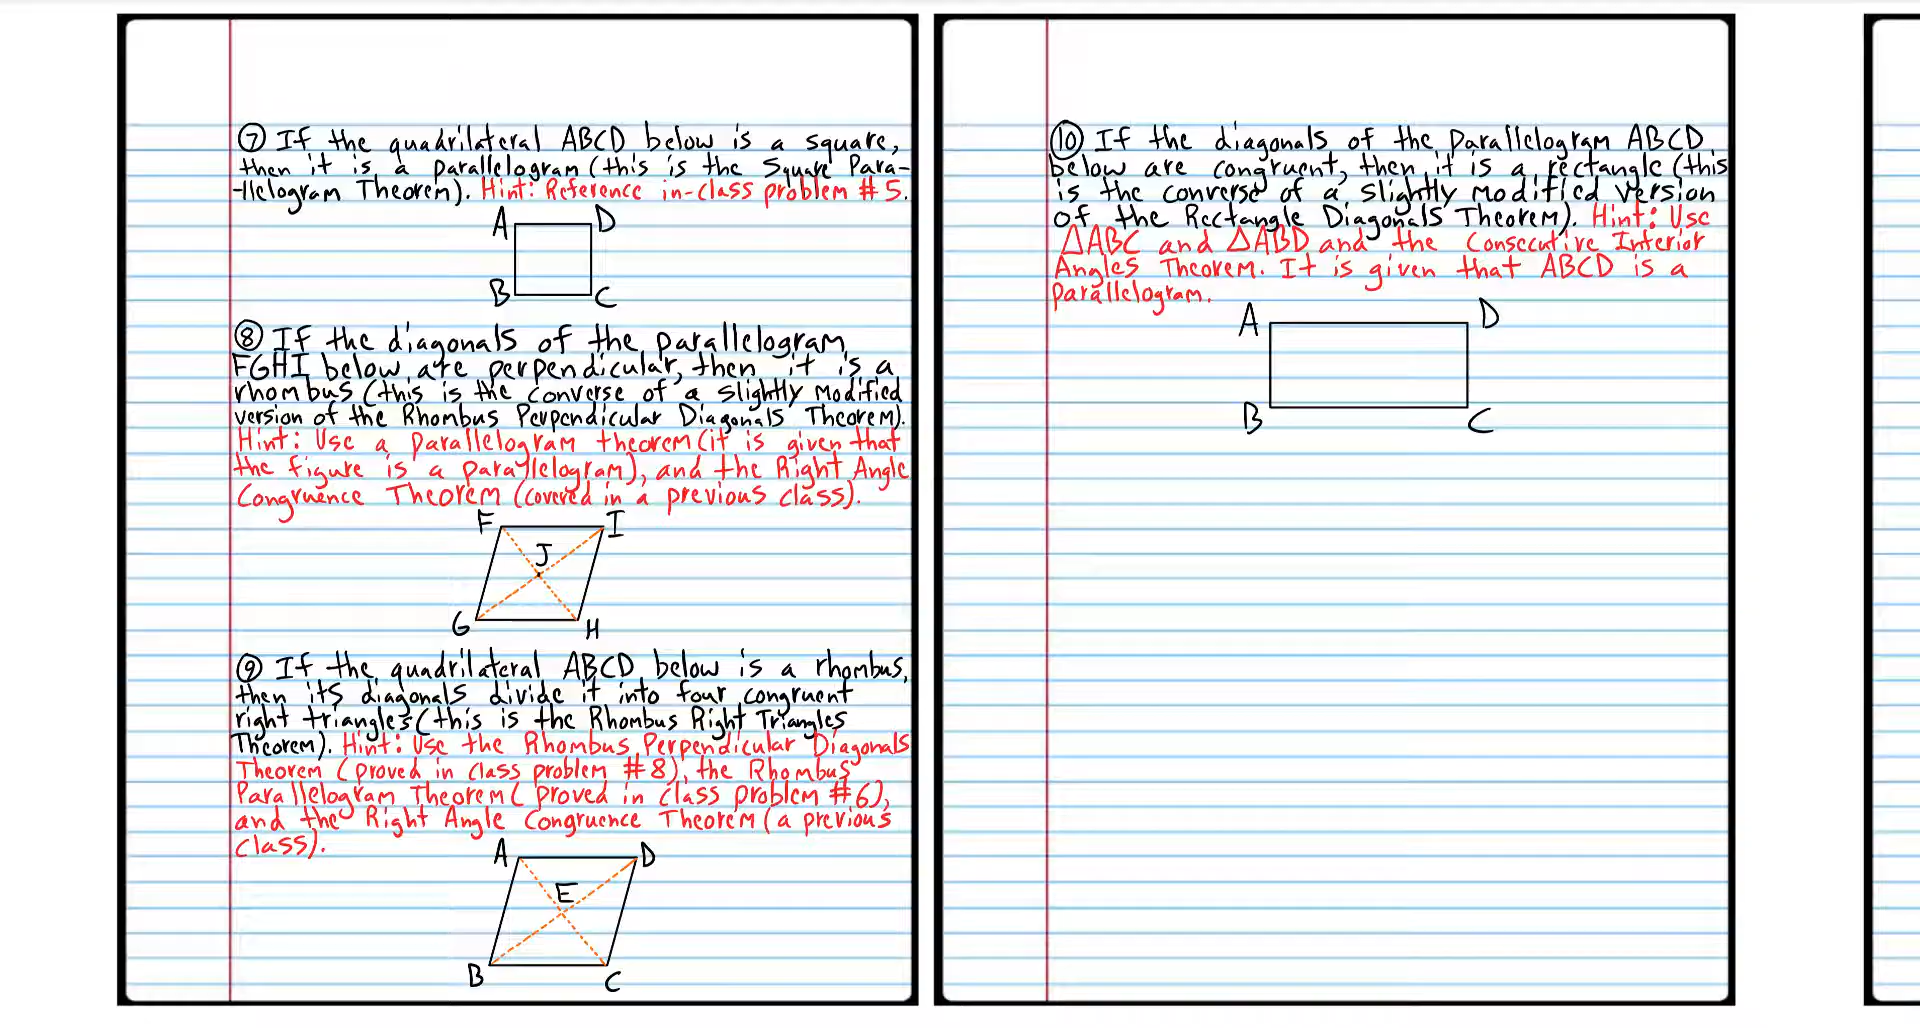 ⑦ If the quadrilateral ABCD below is a square,
then it is a parallelogram (this is the Square Para-
-llelogram Theorem). Hint: Reference in-class problem #5.
A D
B C
⑧ If the diagonals of the parallelogram
FGHI below are perpendicular, then it is a
rhombus (this is the converse of a slightly modified
version of the Rhombus Perpendicular Diagonals Theorem).
Hint: Use a parallelogram theorem (it is given that
the figure is a parallelogram), and the Right Angle
Congruence Theorem (covered in a previous class).
F I
J
G H
⑨ If the quadrilateral ABCD below is a rhombus,
then its diagonals divide it into four congruent
right triangles (this is the Rhombus Right Triangles
Theorem). Hint: Use the Rhombus Perpendicular Diagonals
Theorem (proved in class problem #8), the Rhombus
Parallelogram Theorem (proved in class problem #6),
and the Right Angle Congruence Theorem (a previous
class).
A D
E
B C
⑩ If the diagonals of the parallelogram ABCD
below are congruent, then it is a rectangle (this
is the converse of a slightly modified version
of the Rectangle Diagonals Theorem). Hint: Use
△ABC and △ABD and the Consecutive Interior
Angles Theorem. It is given that ABCD is a
parallelogram.
A D
B C